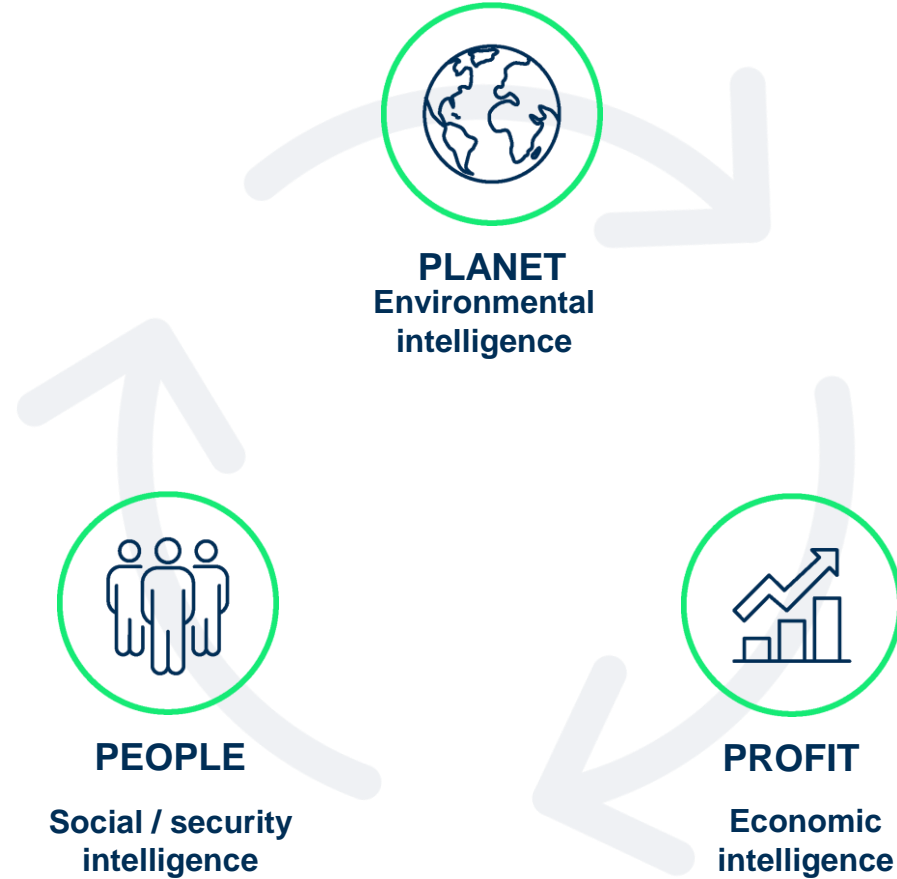 PLANET
Environmental
intelligence
PEOPLE
Social / security
intelligence
PROFIT
Economic
intelligence